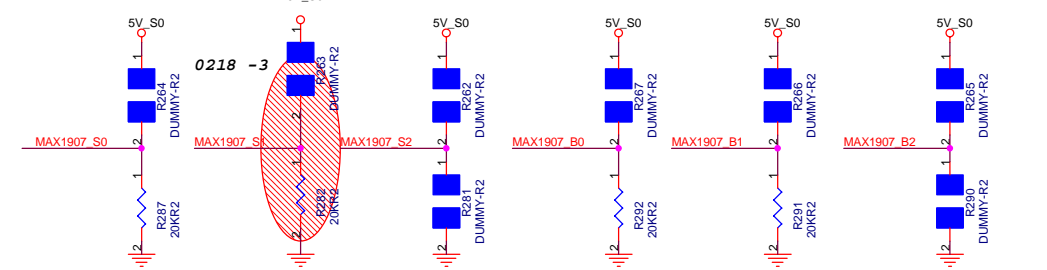 5V_S0
5V_S0
5V_S0
5V_S0
5V_S0
0218 -3
1
R264
DUMMY-R2
2
1
R263
DUMMY-R2
2
1
R262
DUMMY-R2
2
1
R267
DUMMY-R2
2
1
R266
DUMMY-R2
2
1
R265
DUMMY-R2
2
MAX1907_S0
MAX1907_S1
MAX1907_S2
MAX1907_B0
MAX1907_B1
MAX1907_B2
1
R287
20KR2
2
1
R282
20KR2
2
1
R281
DUMMY-R2
2
1
R292
20KR2
2
1
R291
20KR2
2
1
R290
DUMMY-R2
2